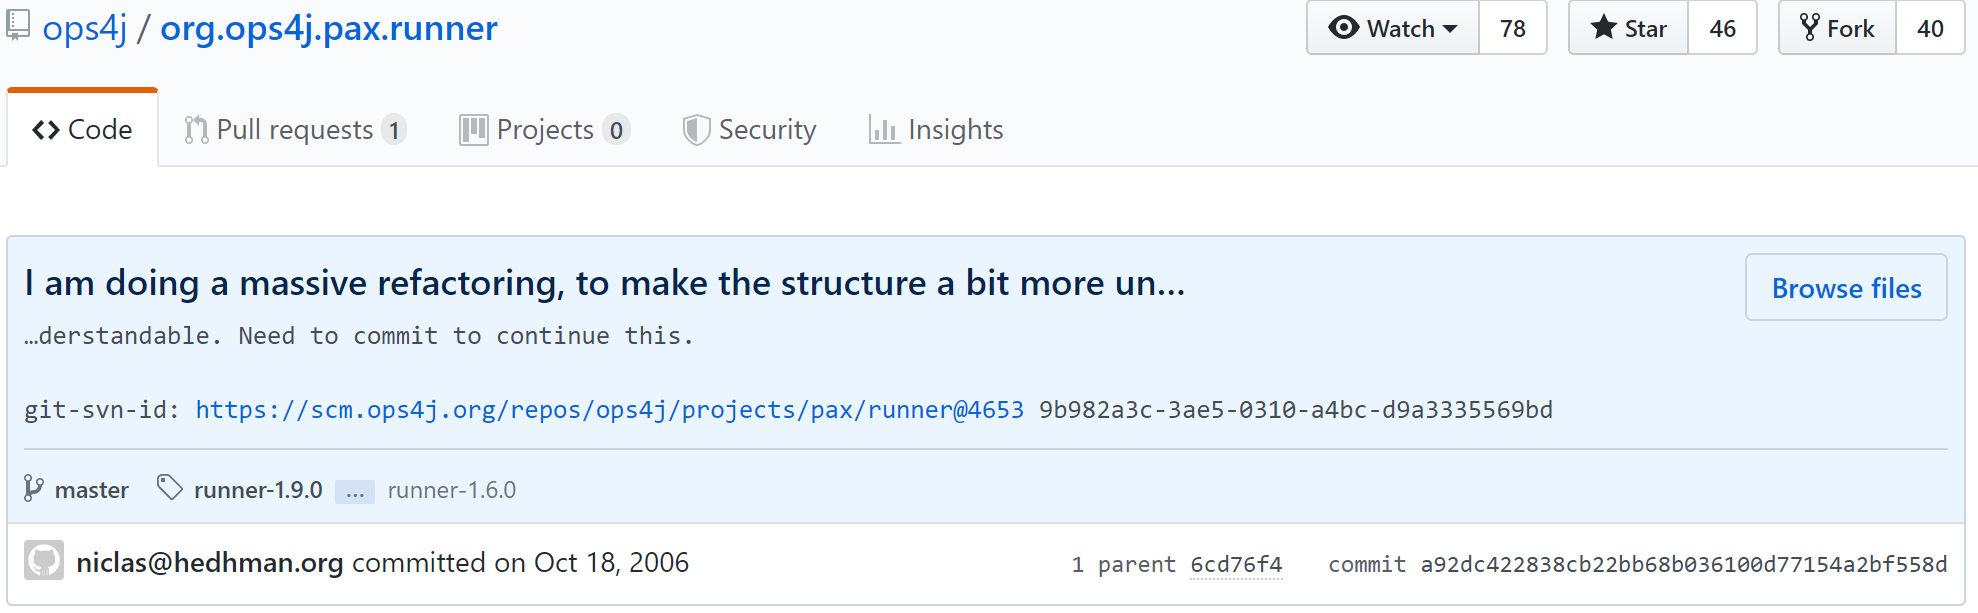 ops4j / org.ops4j.pax.runner
Watch 78 Star 46 Fork 40
Code Pull requests 1 Projects 0 Security Insights
I am doing a massive refactoring, to make the structure a bit more un...
Browse files
...derstandable. Need to commit to continue this.
git-svn-id: https://scm.ops4j.org/repos/ops4j/projects/pax/runner@4653 9b982a3c-3ae5-0310-a4bc-d9a3335569bd
master runner-1.9.0 ... runner-1.6.0
niclas@hedhman.org committed on Oct 18, 2006 1 parent 6cd76f4 commit a92dc422838cb22bb68b036100d77154a2bf558d